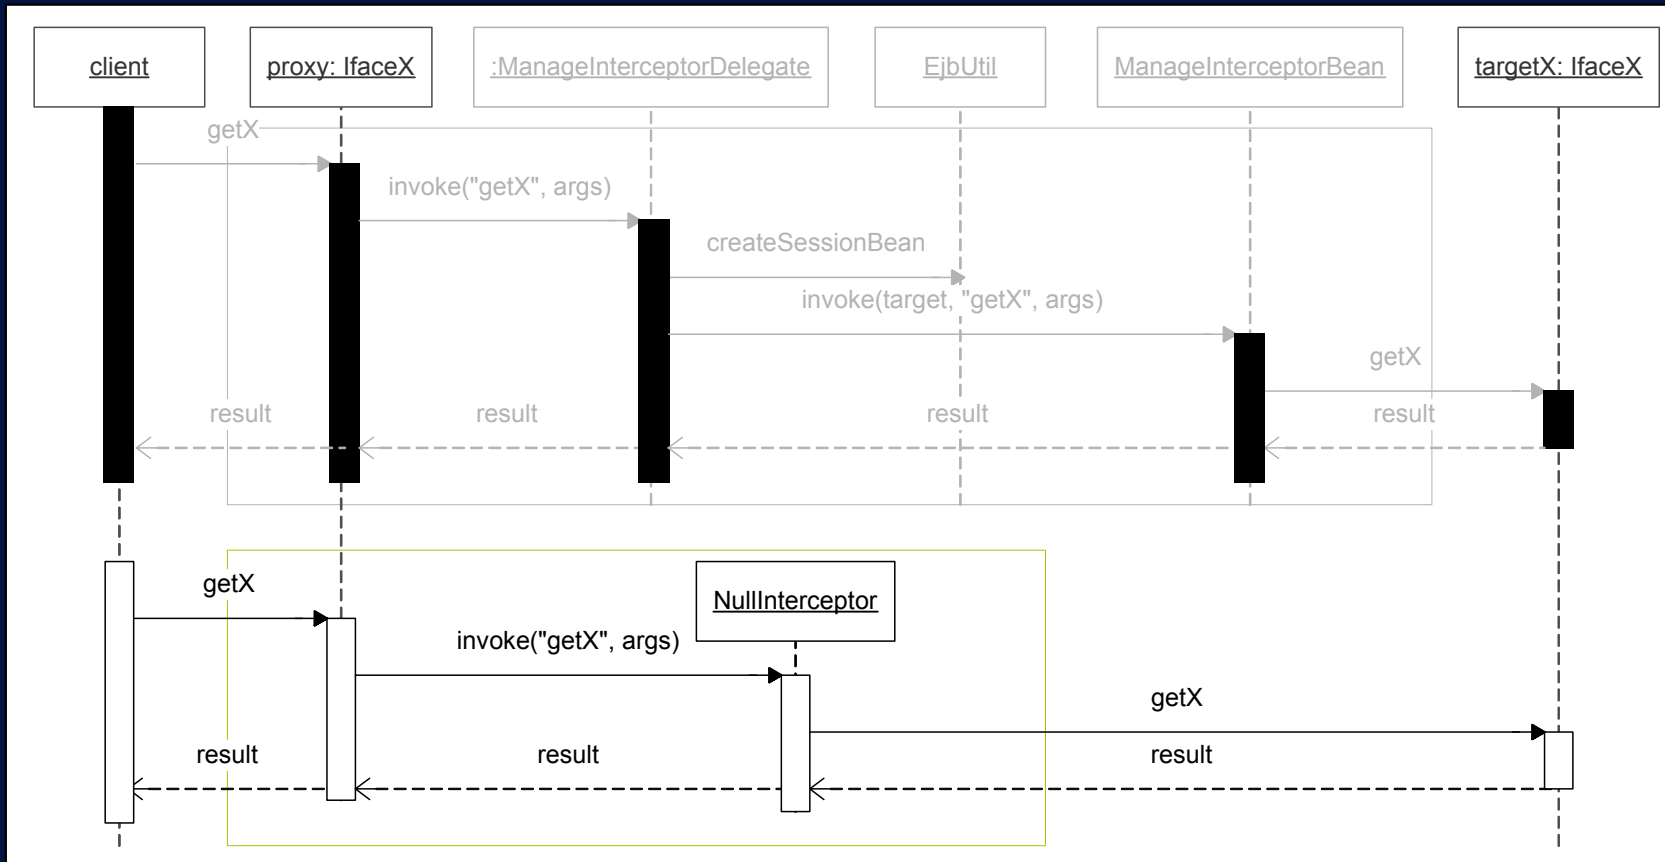 client
proxy: IfaceX
:ManageInterceptorDelegate
EjbUtil
ManageInterceptorBean
targetX: IfaceX
getX
invoke("getX", args)
createSessionBean
invoke(target, "getX", args)
getX
result
result
result
result
getX
NullInterceptor
invoke("getX", args)
getX
result
result
result